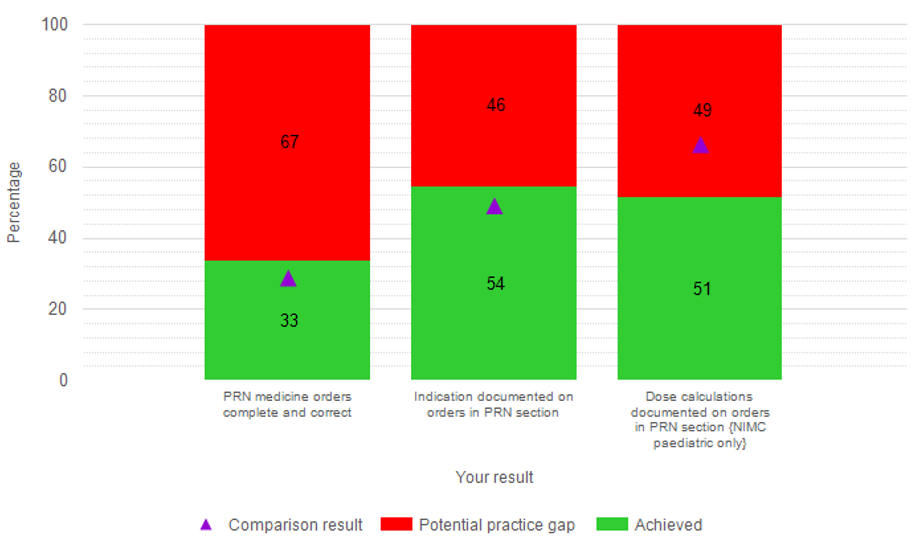 100
80
60
40
20
0
Percentage
67
33
46
54
49
51
PRN medicine orders
complete and correct
Indication documented on
orders in PRN section
Dose calculations
documented on orders
in PRN section {NIMC
paediatric only}
Your result
Comparison result
Potential practice gap
Achieved